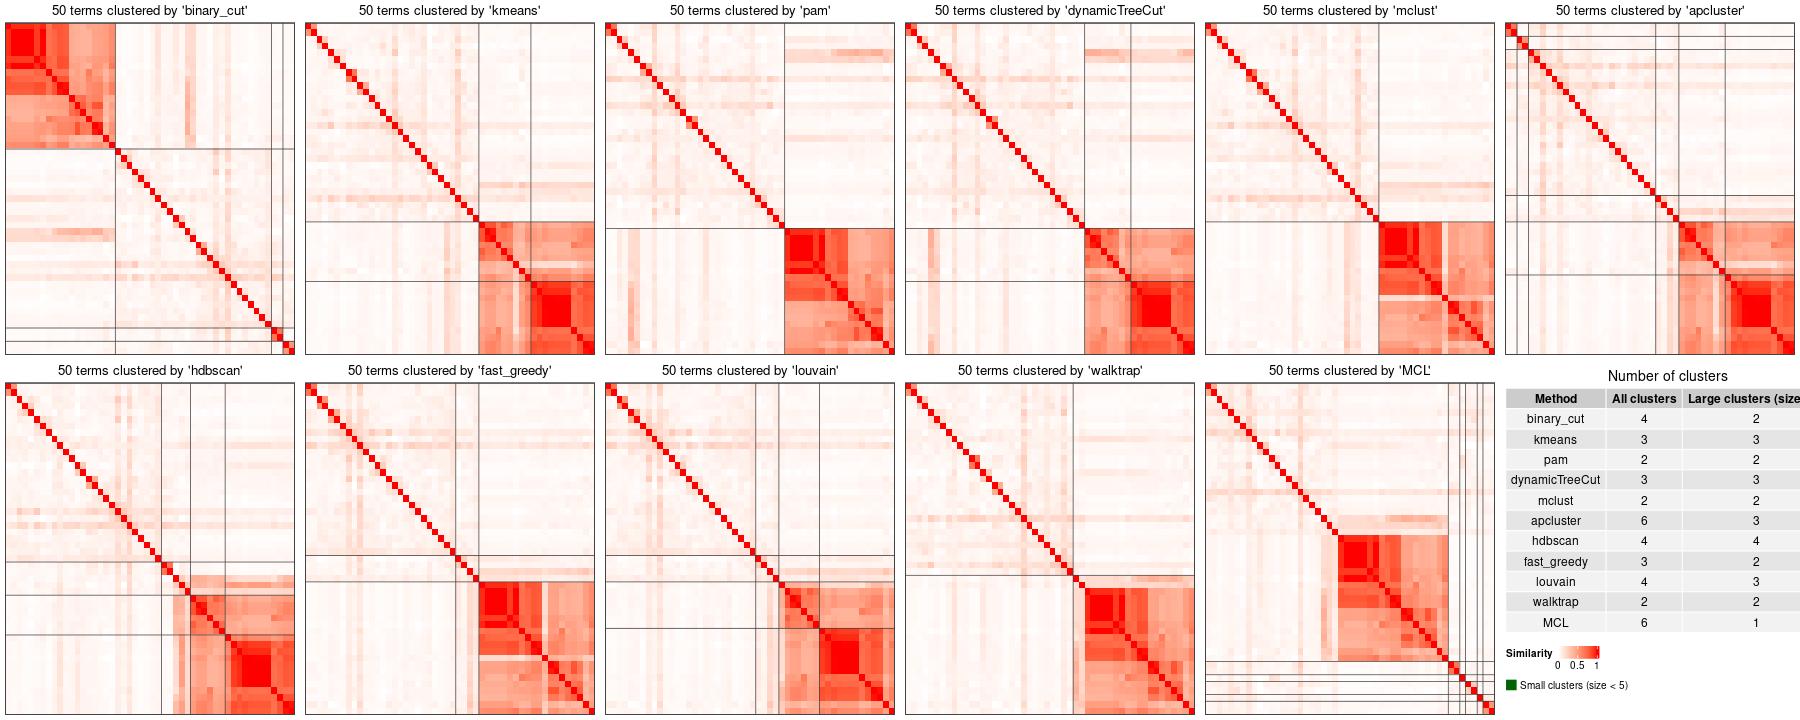 50 terms clustered by 'binary_cut'
50 terms clustered by 'kmeans'
50 terms clustered by 'pam'
50 terms clustered by 'dynamicTreeCut'
50 terms clustered by 'mclust'
50 terms clustered by 'apcluster'
50 terms clustered by 'hdbscan'
50 terms clustered by 'fast_greedy'
50 terms clustered by 'louvain'
50 terms clustered by 'walktrap'
50 terms clustered by 'MCL'
Number of clusters
Method All clusters Large clusters (size
binary_cut 4 2
kmeans 3 3
pam 2 2
dynamicTreeCut 3 3
mclust 2 2
apcluster 6 3
hdbscan 4 4
fast_greedy 3 2
louvain 4 3
walktrap 2 2
MCL 6 1
Similarity
0 0.5 1
Small clusters (size < 5)